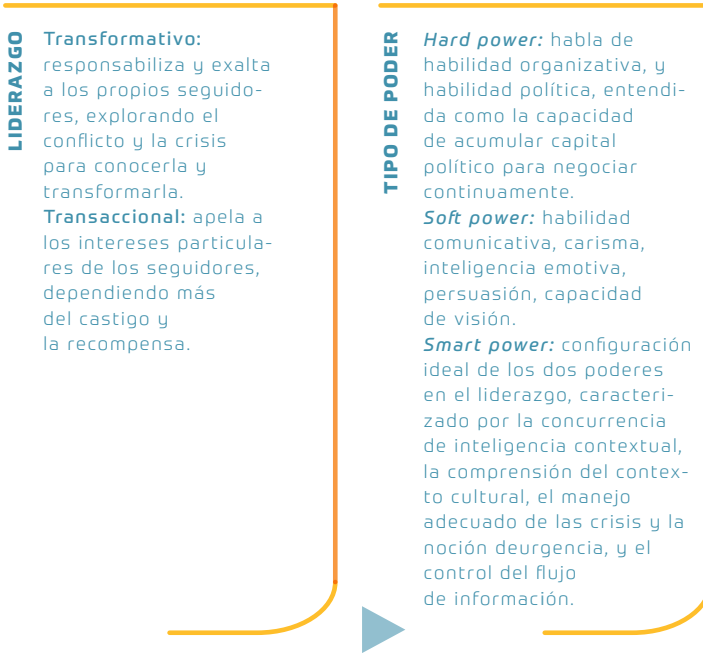 LIDERAZGO
Transformativo:
responsabiliza y exalta
a los propios seguido-
res, explorando el
conflicto y la crisis
para conocerla y
transformarla.
Transaccional: apela a
los intereses particula-
res de los seguidores,
dependiendo más
del castigo y
la recompensa.
TIPO DE PODER
Hard power: habla de
habilidad organizativa, y
habilidad política, entendi-
da como la capacidad
de acumular capital
político para negociar
continuamente.
Soft power: habilidad
comunicativa, carisma,
inteligencia emotiva,
persuasión, capacidad
de visión.
Smart power: configuración
ideal de los dos poderes
en el liderazgo, caracteri-
zado por la concurrencia
de inteligencia contextual,
la comprensión del contex-
to cultural, el manejo
adecuado de las crisis y la
noción deurgencia, y el
control del flujo
de información.